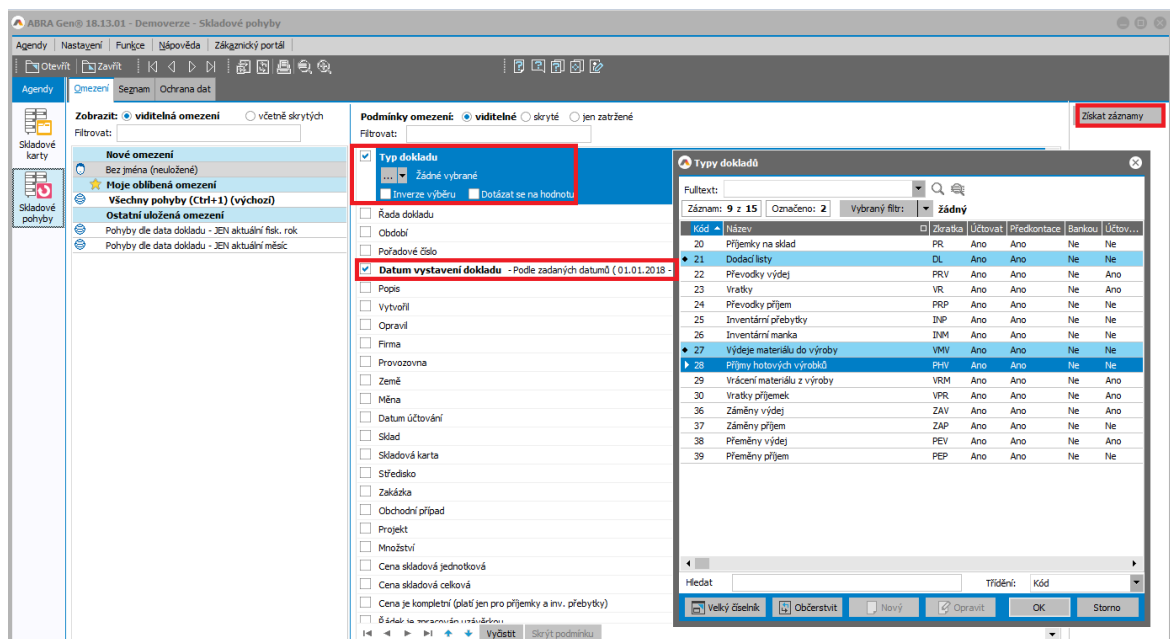 ABRA Gen® 18.13.01 - Demoverze - Skladové pohyby
Agendy Nastavení Funkce Nápověda Zákaznický portál
Otevřít Zavřít
Agendy Omezení Seznam Ochrana dat
Skladové karty
Skladové pohyby
Zobrazit: viditelná omezení včetně skrytých
Filtrovat:
Nové omezení
Bez jména (neuložené)
Moje oblíbená omezení
Všechny pohyby (Ctrl+1) (výchozí)
Ostatní uložená omezení
Pohyby dle data dokladu - JEN aktuální fisk. rok
Pohyby dle data dokladu - JEN aktuální měsíc
Podmínky omezení: viditelné skryté jen zatržené
Filtrovat:
Typ dokladu
... Žádné vybrané
Inverze výběru Dotázat se na hodnotu
Řada dokladu
Období
Pořadové číslo
Datum vystavení dokladu - Podle zadaných datumů ( 01.01.2018 -
Popis
Vytvořil
Opravil
Firma
Provozovna
Země
Měna
Datum účtování
Sklad
Skladová karta
Středisko
Zakázka
Obchodní případ
Projekt
Množství
Cena skladová jednotková
Cena skladová celková
Cena je kompletní (platí jen pro příjemky a inv. přebytky)
Řádek je zpracován uzávěrkou
Vyčistit Skrýt podmínku
Získat záznamy
Typy dokladů
Fulltext:
Záznam: 9 z 15 Označeno: 2 Vybraný filtr: žádný
Kód Název Zkratka Účtovat Předkontace Bankou Účtov...
20 Příjemky na sklad PR Ano Ano Ne Ne
21 Dodací listy DL Ano Ano Ne Ne
22 Převodky výdej PRV Ano Ano Ne Ano
23 Vratky VR Ano Ano Ne Ano
24 Převodky příjem PRP Ano Ano Ne Ne
25 Inventární přebytky INP Ano Ano Ne Ne
26 Inventární manka INM Ano Ano Ne Ne
27 Výdeje materiálu do výroby VMV Ano Ano Ne Ne
28 Příjmy hotových výrobků PHV Ano Ano Ne Ne
29 Vrácení materiálu z výroby VRM Ano Ano Ne Ano
30 Vratky příjemek VPR Ano Ano Ne Ano
36 Záměny výdej ZAV Ano Ano Ne Ano
37 Záměny příjem ZAP Ano Ano Ne Ne
38 Přeměny výdej PEV Ano Ano Ne Ano
39 Přeměny příjem PEP Ano Ano Ne Ne
Hledat Třídění: Kód
Velký číselník Občerstvit Nový Opravit OK Storno